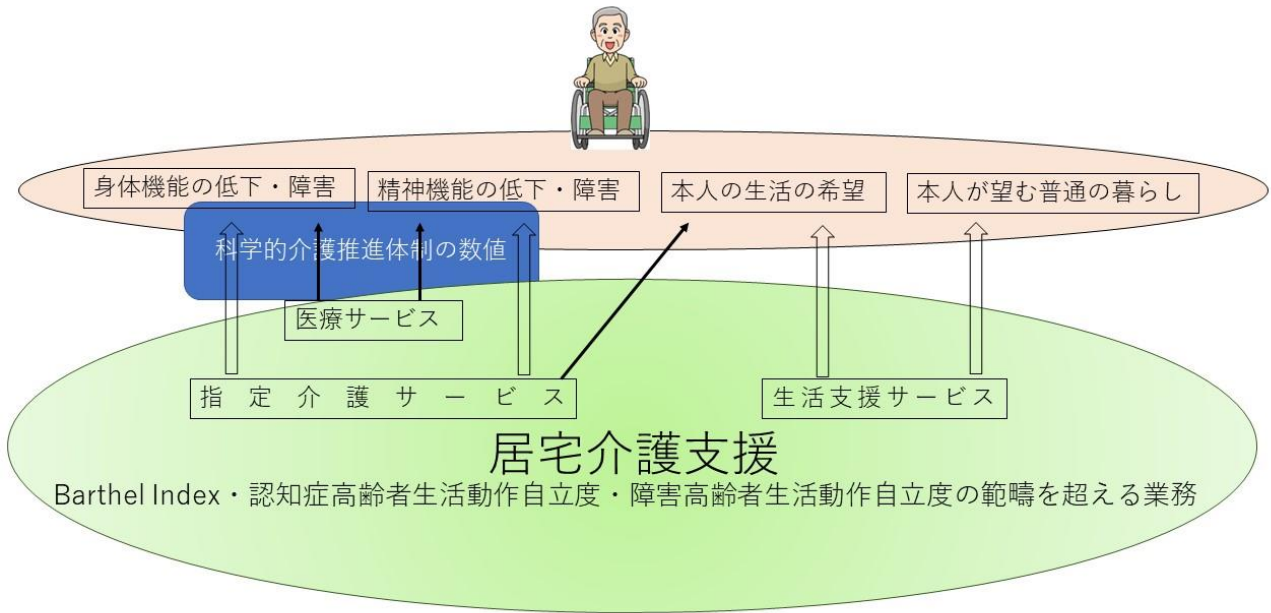 身体機能の低下・障害
精神機能の低下・障害
本人の生活の希望
本人が望む普通の暮らし
科学的介護推進体制の数値
医療サービス
指定介護サービス
生活支援サービス
居宅介護支援
Barthel Index・認知症高齢者生活動作自立度・障害高齢者生活動作自立度の範疇を超える業務